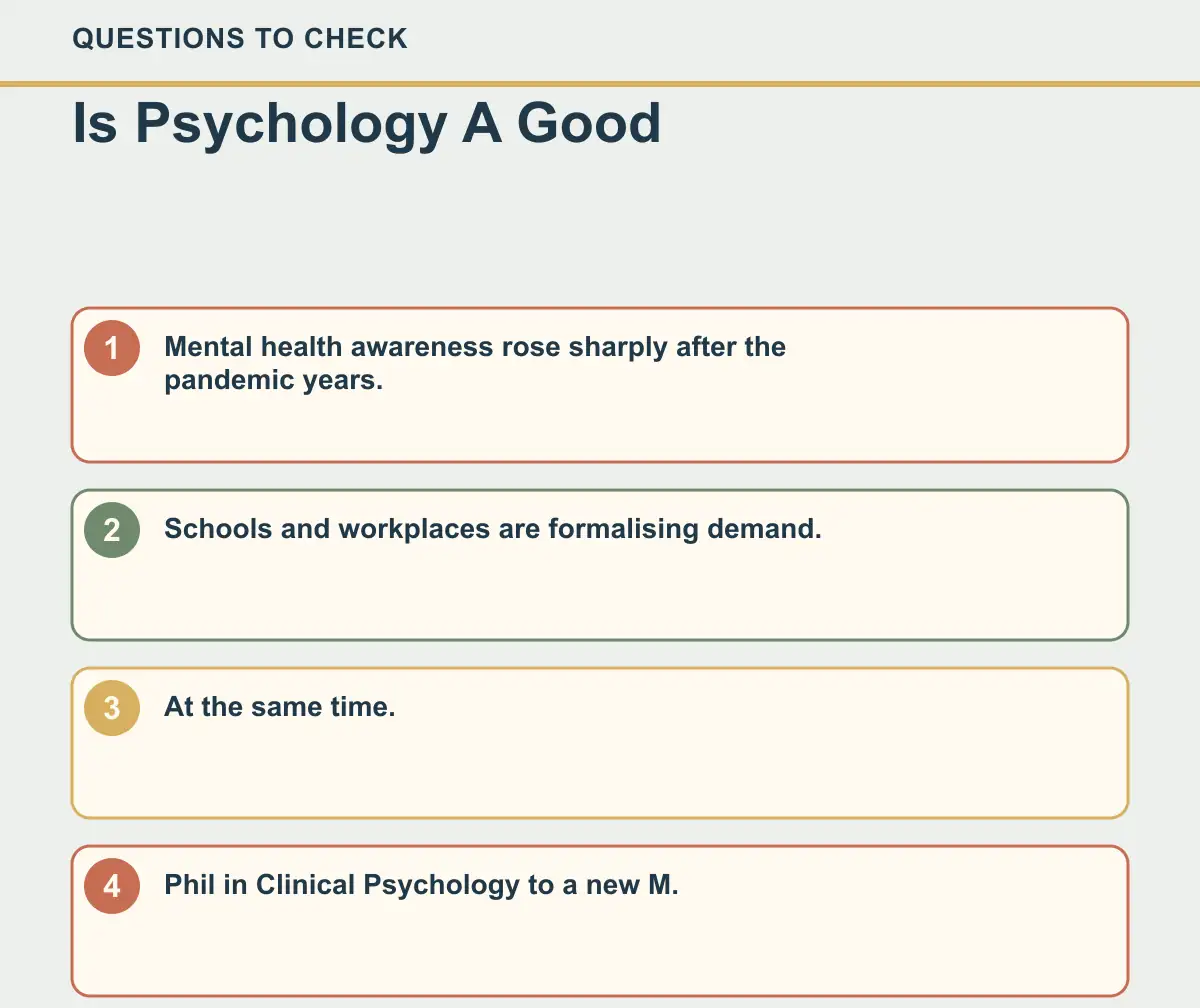 QUESTIONS TO CHECK
Is Psychology A Good
1
Mental health awareness rose sharply after the
pandemic years.
2
Schools and workplaces are formalising demand.
3
At the same time.
4
Phil in Clinical Psychology to a new M.